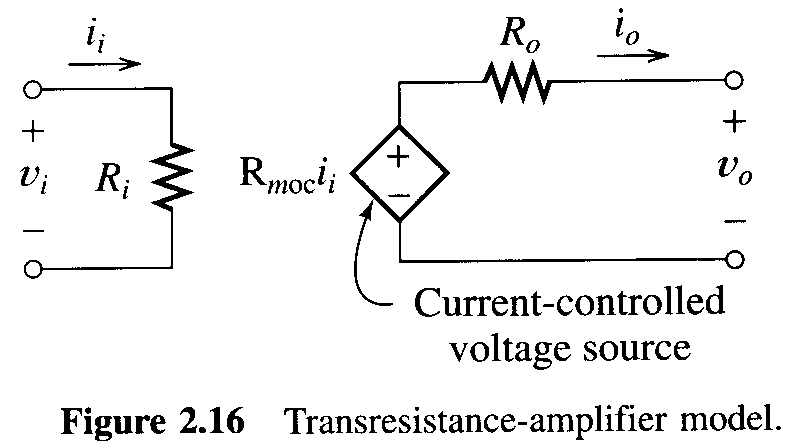 i_i
R_o
i_o
+
v_i
−
R_i
R_moc i_i
+
−
+
v_o
−
Current-controlled
voltage source
Figure 2.16 Transresistance-amplifier model.